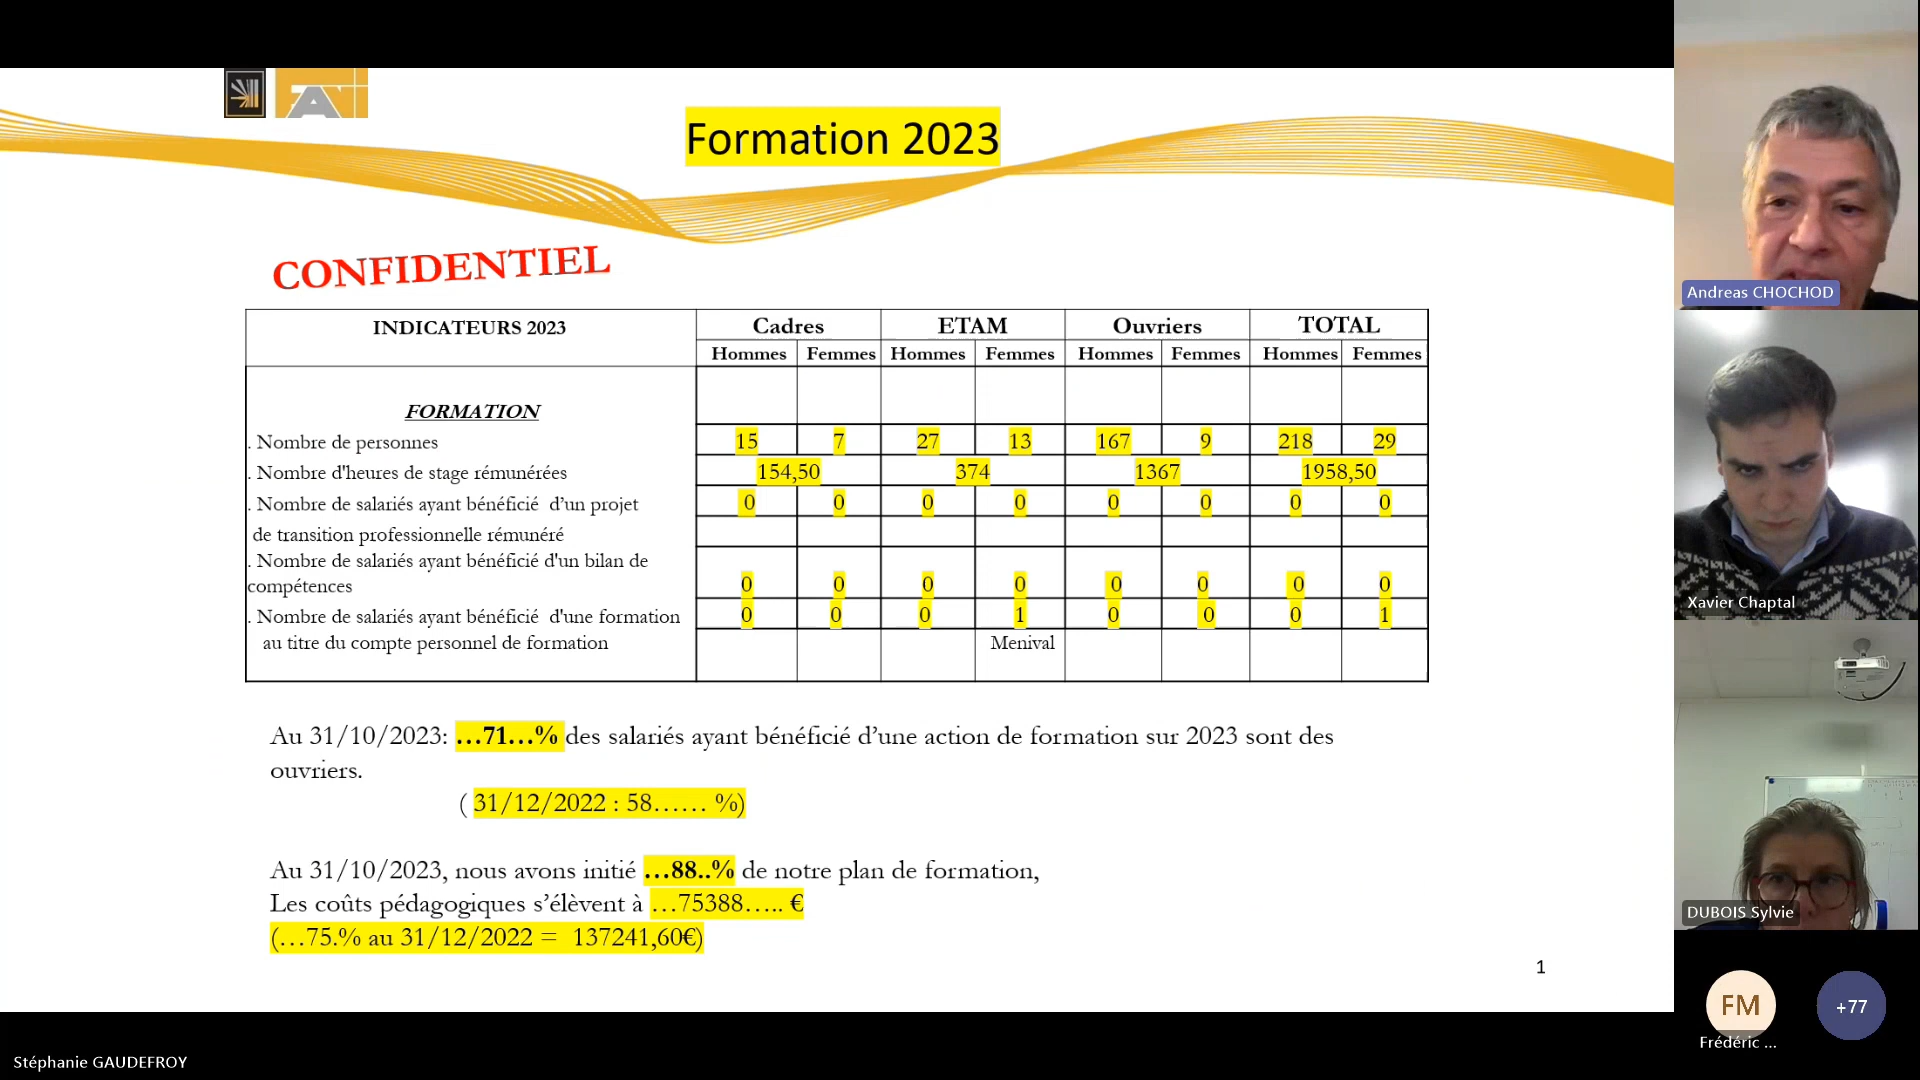 FANI
Formation 2023
CONFIDENTIEL
INDICATEURS 2023 Cadres ETAM Ouvriers TOTAL
Hommes Femmes Hommes Femmes Hommes Femmes Hommes Femmes
FORMATION
. Nombre de personnes 15 7 27 13 167 9 218 29
. Nombre d'heures de stage rémunérées 154,50 374 1367 1958,50
. Nombre de salariés ayant bénéficié d’un projet 0 0 0 0 0 0 0 0
de transition professionnelle rémunéré
. Nombre de salariés ayant bénéficié d'un bilan de
compétences 0 0 0 0 0 0 0 0
. Nombre de salariés ayant bénéficié d'une formation 0 0 0 1 0 0 0 1
au titre du compte personnel de formation Menival
Au 31/10/2023: …71…% des salariés ayant bénéficié d’une action de formation sur 2023 sont des
ouvriers.
( 31/12/2022 : 58…… %)
Au 31/10/2023, nous avons initié …88..% de notre plan de formation,
Les coûts pédagogiques s’élèvent à …75388….. €
(…75.% au 31/12/2022 = 137241,60€)
1
Andreas CHOCHOD
Xavier Chaptal
DUBOIS Sylvie
FM
+77
Frédéric ...
Stéphanie GAUDEFROY